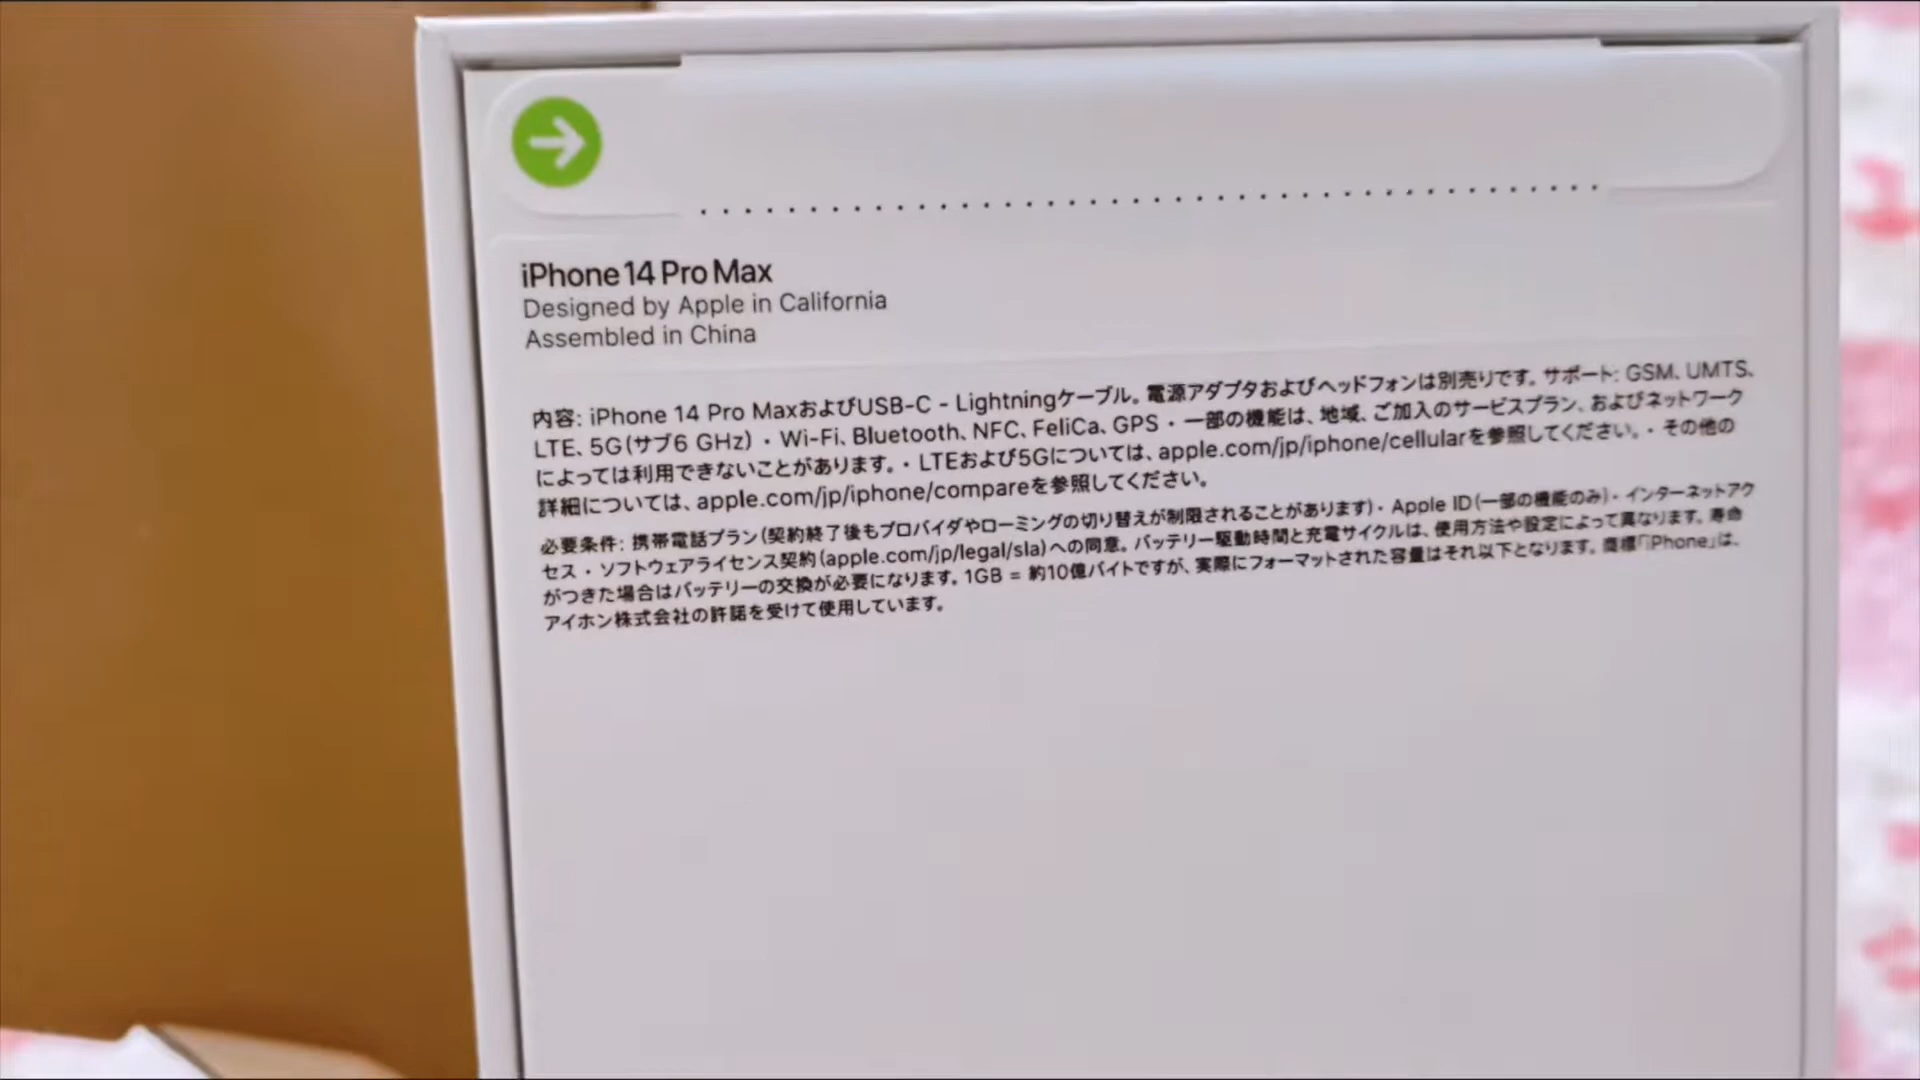 iPhone 14 Pro Max
Designed by Apple in California
Assembled in China
内容: iPhone 14 Pro MaxおよびUSB-C - Lightningケーブル。電源アダプタおよびヘッドフォンは別売りです。サポート: GSM、UMTS、
LTE、5G(サブ6 GHz)・Wi-Fi、Bluetooth、NFC、FeliCa、GPS・一部の機能は、地域、ご加入のサービスプラン、およびネットワーク
によっては利用できないことがあります。・LTEおよび5Gについては、apple.com/jp/iphone/cellularを参照してください。・その他の
詳細については、apple.com/jp/iphone/compareを参照してください。
必要条件: 携帯電話プラン(契約終了後もプロバイダやローミングの切り替えが制限されることがあります)・Apple ID(一部の機能のみ)・インターネットアク
セス・ソフトウェアライセンス契約(apple.com/jp/legal/sla)への同意。バッテリー駆動時間と充電サイクルは、使用方法や設定によって異なります。寿命
がつきた場合はバッテリーの交換が必要になります。1GB = 約10億バイトですが、実際にフォーマットされた容量はそれ以下となります。商標「iPhone」は、
アイホン株式会社の許諾を受けて使用しています。